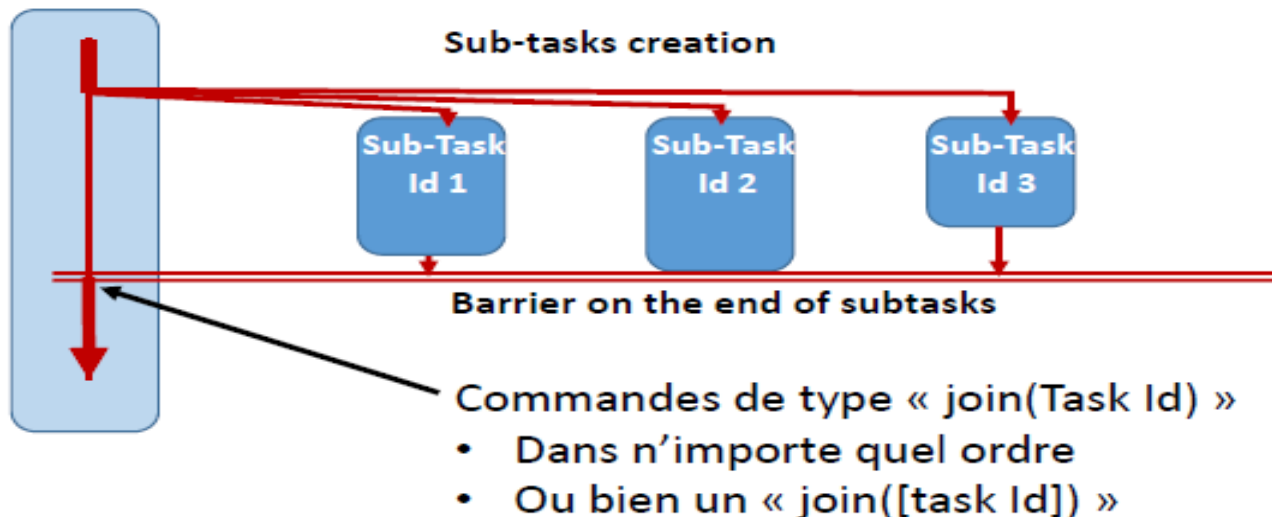 Sub-tasks creation
Sub-Task
Id 1
Sub-Task
Id 2
Sub-Task
Id 3
Barrier on the end of subtasks
Commandes de type « join(Task Id) »
• Dans n’importe quel ordre
• Ou bien un « join([task Id]) »